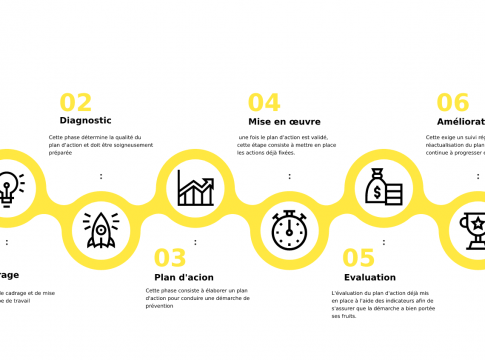 rage
le cadrage et de mise
pe de travail
02
Diagnostic
Cette phase détermine la qualité du
plan d'action et doit être soigneusement
préparée
:
03
Plan d'acion
Cette phase consiste à élaborer un plan
d'action pour conduire une démarche de
prévention
04
Mise en œuvre
une fois le plan d'action est validé,
cette étape consiste à mettre en place
les actions déjà fixées.
05
Evaluation
L'évaluation du plan d'action déjà mis
en place à l'aide des indicateurs afin de
s'assurer que la démarche a bien portée
ses fruits.
06
Améliorat
Cette exige un suivi ré
réactualisation du plan
continue à progresser